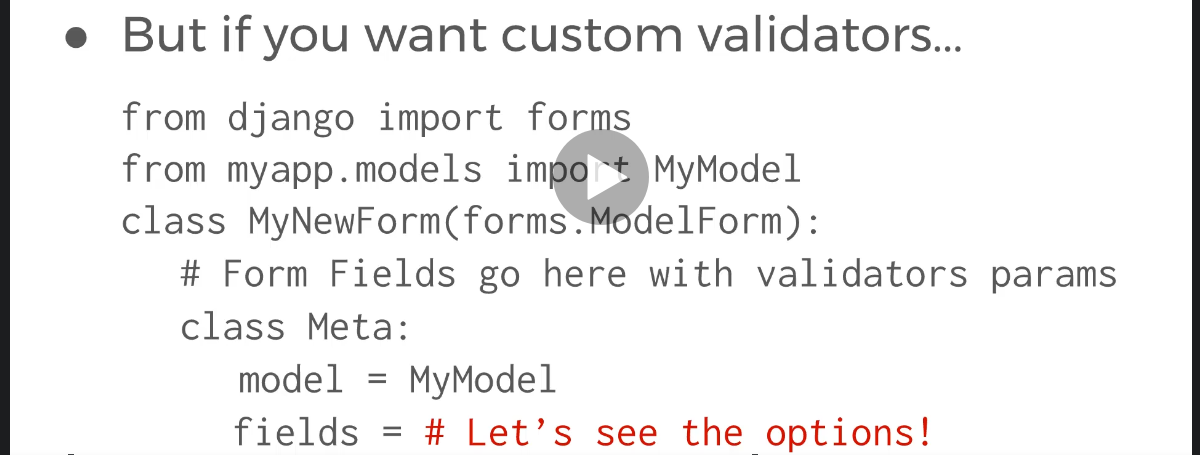 ● But if you want custom validators...
from django import forms
from myapp.models import MyModel
class MyNewForm(forms.ModelForm):
# Form Fields go here with validators params
class Meta:
model = MyModel
fields = # Let’s see the options!